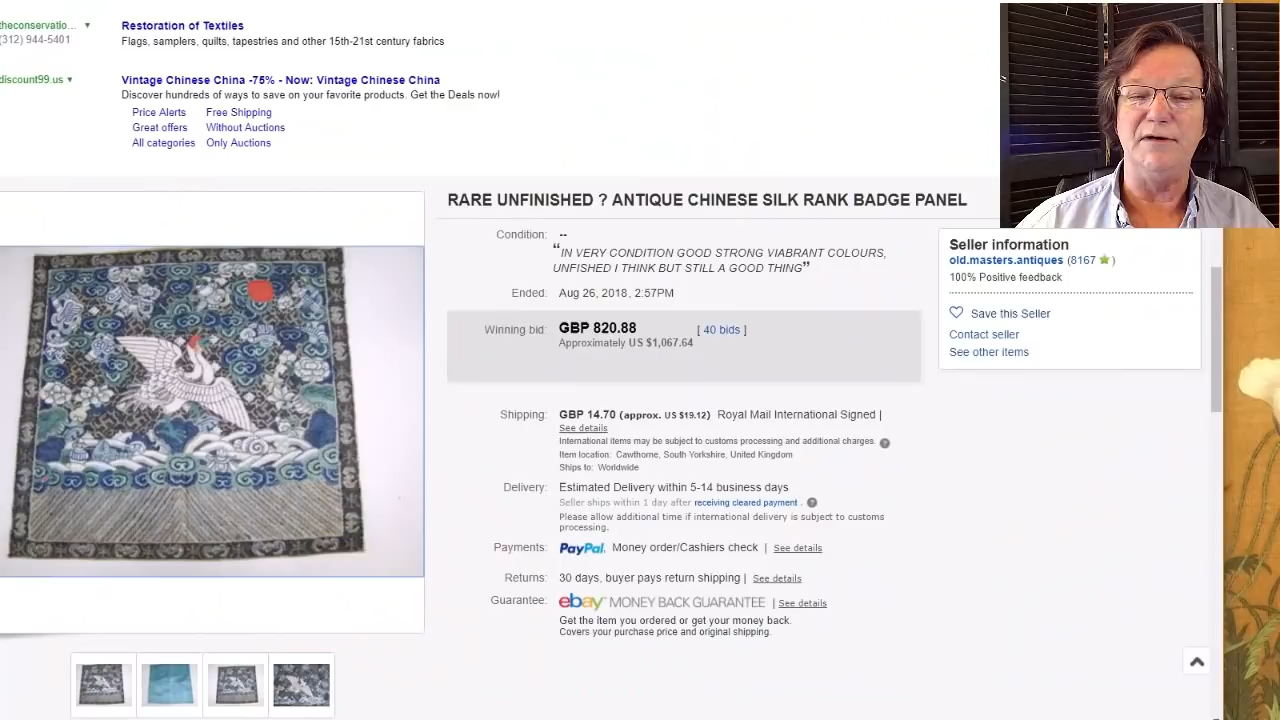 theconservatio...
Restoration of Textiles
(312) 944-5401
Flags, samplers, quilts, tapestries and other 15th-21st century fabrics
discount99.us
Vintage Chinese China -75% - Now: Vintage Chinese China
Discover hundreds of ways to save on your favorite products. Get the Deals now!
Price Alerts Free Shipping
Great offers Without Auctions
All categories Only Auctions
RARE UNFINISHED ? ANTIQUE CHINESE SILK RANK BADGE PANEL
Condition: --
“IN VERY CONDITION GOOD STRONG VIABRANT COLOURS,
UNFISHED I THINK BUT STILL A GOOD THING”
Ended: Aug 26, 2018, 2:57PM
Winning bid: GBP 820.88 [ 40 bids ]
Approximately US $1,067.64
Shipping: GBP 14.70 (approx. US $19.12) Royal Mail International Signed |
See details
International items may be subject to customs processing and additional charges. ?
Item location: Cawthorne, South Yorkshire, United Kingdom
Ships to: Worldwide
Delivery: Estimated Delivery within 5-14 business days
Seller ships within 1 day after receiving cleared payment . ?
Please allow additional time if international delivery is subject to customs
processing.
Payments: PayPal Money order/Cashiers check | See details
Returns: 30 days, buyer pays return shipping | See details
Guarantee: ebay MONEY BACK GUARANTEE | See details
Get the item you ordered or get your money back.
Covers your purchase price and original shipping.
Seller information
old.masters.antiques (8167 )
100% Positive feedback
Save this Seller
Contact seller
See other items